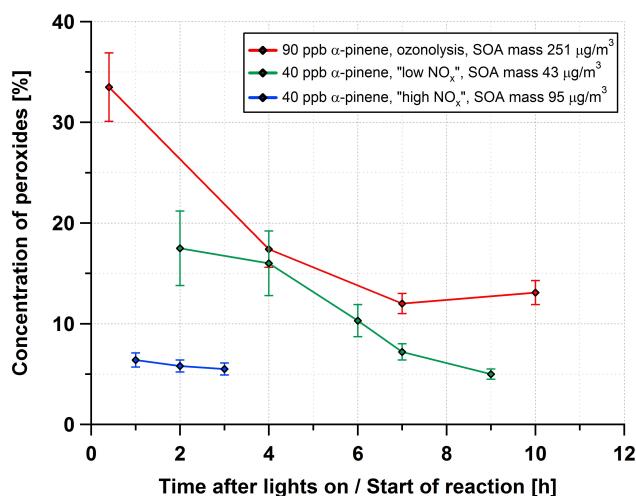 40
30
20
10
0
Concentration of peroxides [%]
90 ppb α-pinene, ozonolysis, SOA mass 251 μg/m³
40 ppb α-pinene, "low NOₓ", SOA mass 43 μg/m³
40 ppb α-pinene, "high NOₓ", SOA mass 95 μg/m³
0 2 4 6 8 10 12
Time after lights on / Start of reaction [h]